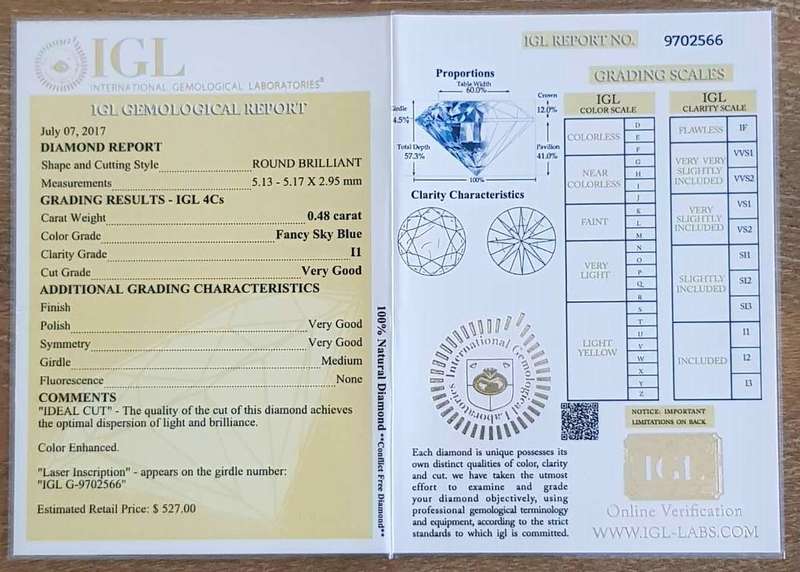 IGL
INTERNATIONAL GEMOLOGICAL LABORATORIES®
IGL GEMOLOGICAL REPORT
July 07, 2017
DIAMOND REPORT
Shape and Cutting Style ROUND BRILLIANT
Measurements 5.13 - 5.17 X 2.95 mm
GRADING RESULTS - IGL 4Cs
Carat Weight 0.48 carat
Color Grade Fancy Sky Blue
Clarity Grade I1
Cut Grade Very Good
ADDITIONAL GRADING CHARACTERISTICS
Finish
Polish Very Good
Symmetry Very Good
Girdle Medium
Fluorescence None
COMMENTS
"IDEAL CUT" - The quality of the cut of this diamond achieves
the optimal dispersion of light and brilliance.
Color Enhanced.
"Laser Inscription" - appears on the girdle number:
"IGL G-9702566"
Estimated Retail Price: $ 527.00
100% Natural Diamond **Conflict Free Diamond**
IGL REPORT NO. 9702566
Proportions
Table Width
60.0%
Girdle
4.5%
Crown
12.0%
Total Depth
57.3%
Pavilion
41.0%
100%
Clarity Characteristics
International Gemological Laboratories
Each diamond is unique possesses its
own distinct qualities of color, clarity
and cut. we have taken the utmost
effort to examine and grade
your diamond objectively, using
professional gemological terminology
and equipment, according to the strict
standards to which igl is committed.
GRADING SCALES
IGL
COLOR SCALE
COLORLESS
D
E
F
NEAR
COLORLESS
G
H
I
J
FAINT
K
L
M
VERY
LIGHT
N
O
P
Q
R
LIGHT
YELLOW
S
T
U
V
W
X
Y
Z
IGL
CLARITY SCALE
FLAWLESS
IF
VERY VERY
SLIGHTLY
INCLUDED
VVS1
VVS2
VERY
SLIGHTLY
INCLUDED
VS1
VS2
SLIGHTLY
INCLUDED
SI1
SI2
SI3
INCLUDED
I1
I2
I3
NOTICE: IMPORTANT
LIMITATIONS ON BACK
IGL
Online Verification
WWW.IGL-LABS.COM